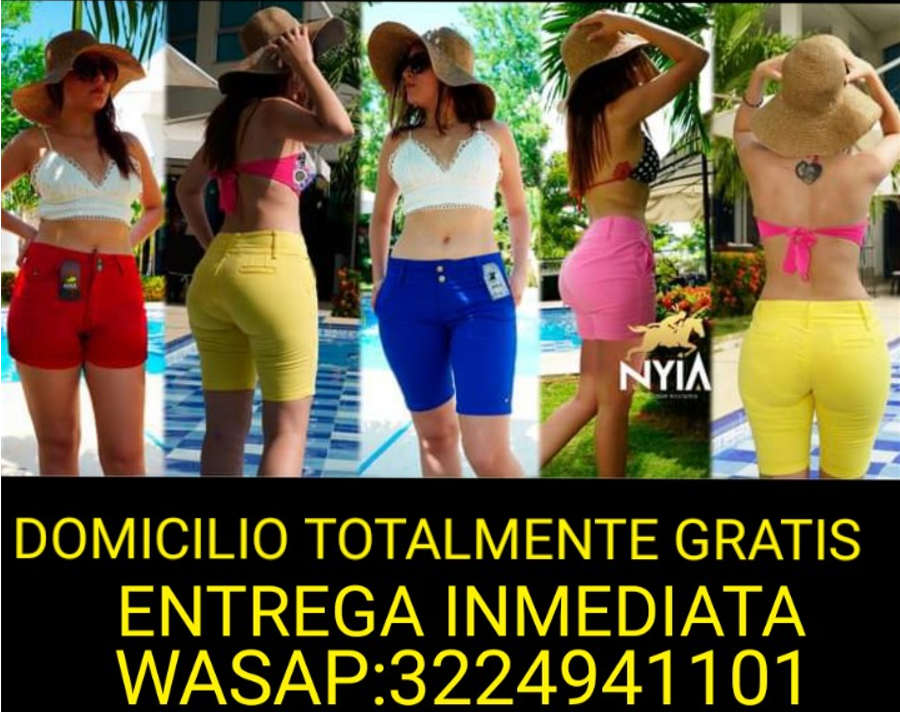 NYIA
DOMICILIO TOTALMENTE GRATIS
ENTREGA INMEDIATA
WASAP:3224941101